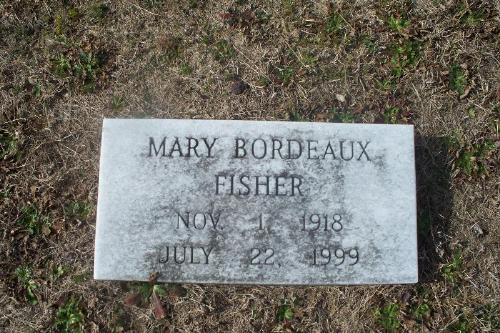 MARY BORDEAUX
FISHER
NOV. 1, 1918
JULY 22, 1999